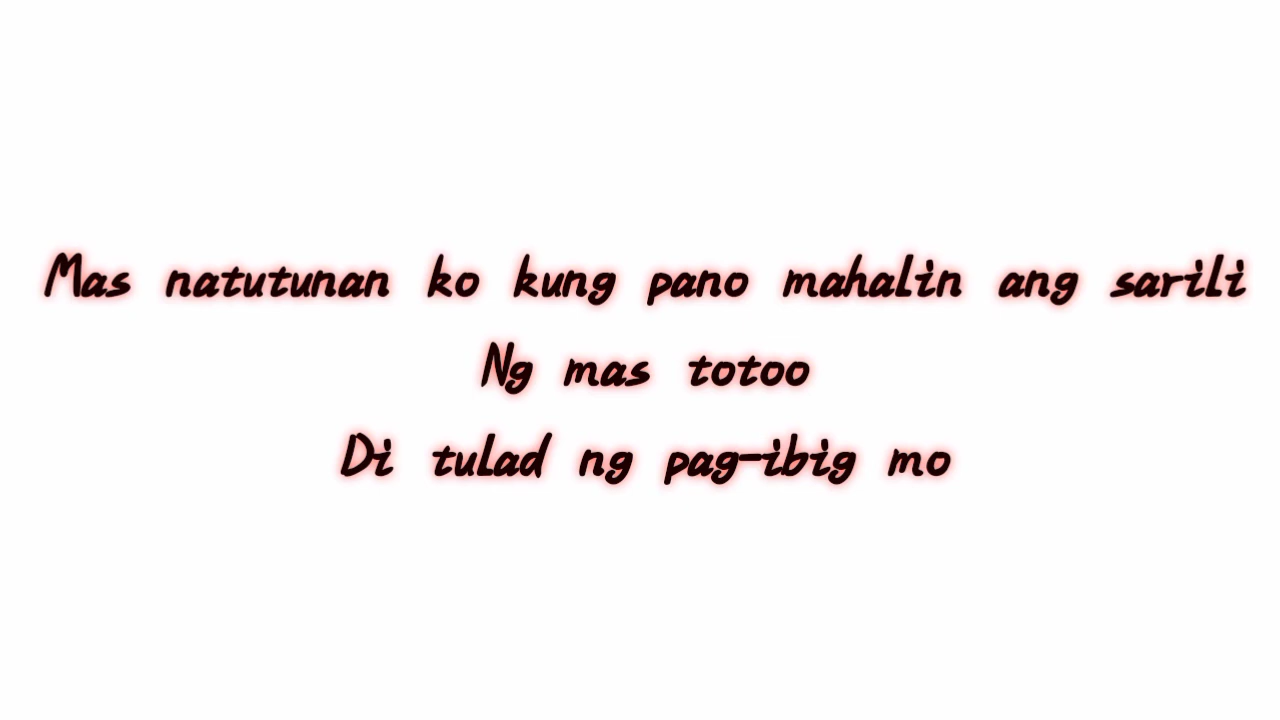 Mas natutunan ko kung pano mahalin ang sarili
Ng mas totoo
Di tulad ng pag-ibig mo